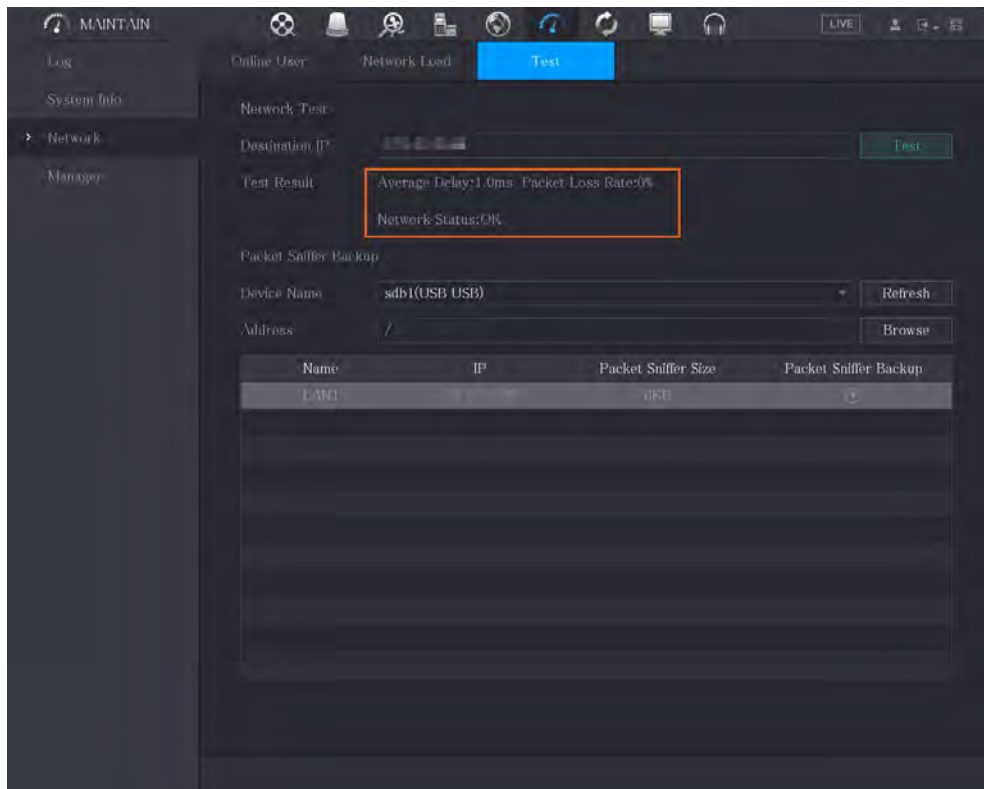 MAINTAIN LIVE
Log
System Info
Network
Manager
Online User Network Load Test
Network Test
Destination IP Test
Test Result Average Delay:1.0ms Packet Loss Rate:0%
Network Status:OK
Packet Sniffer Backup
Device Name sdb1(USB USB) Refresh
Address / Browse
Name IP Packet Sniffer Size Packet Sniffer Backup
LAN1 0KB